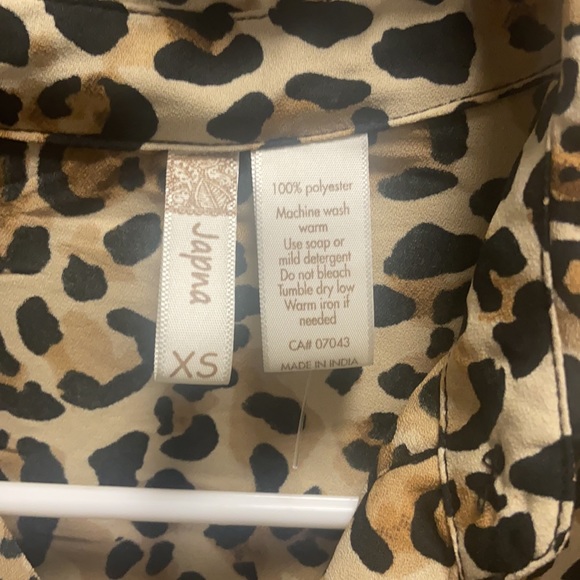 Japna
XS
100% polyester
Machine wash
warm
Use soap or
mild detergent
Do not bleach
Tumble dry low
Warm iron if
needed
CA# 07043
MADE IN INDIA